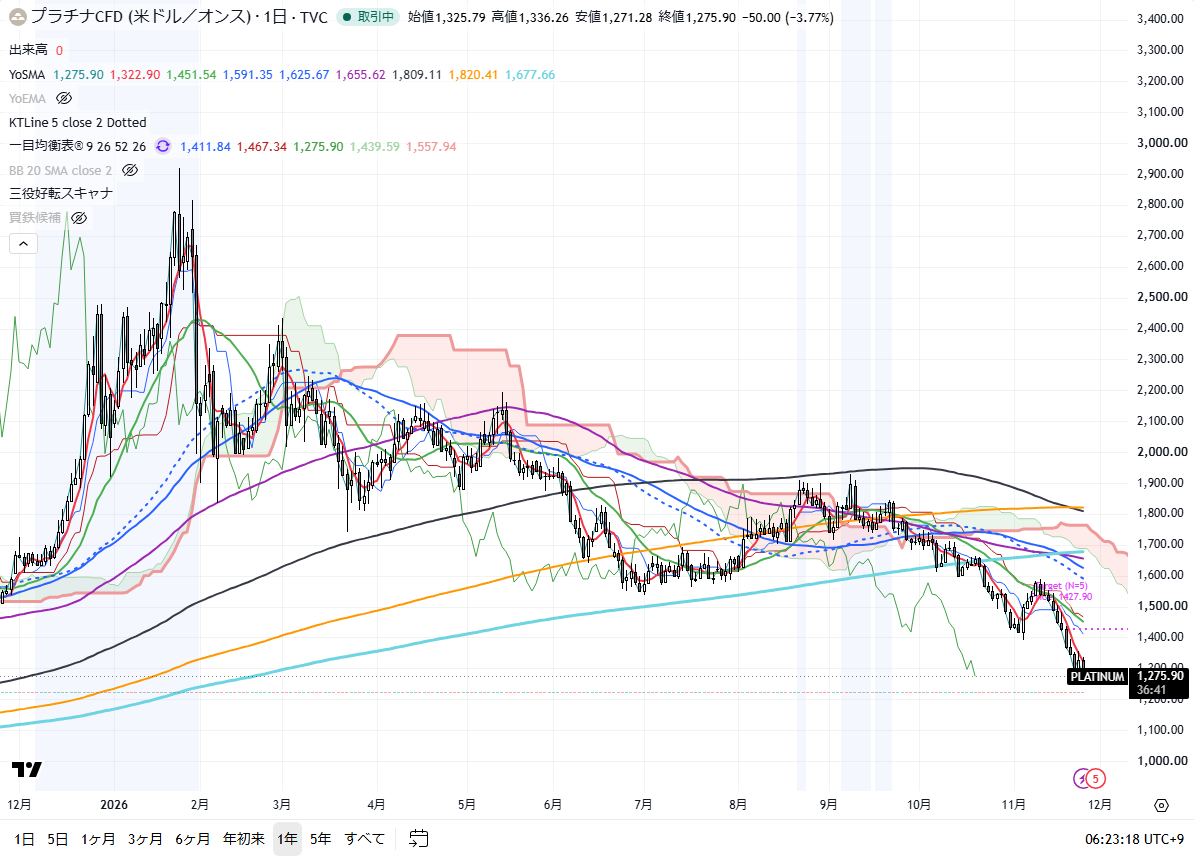 プラチナCFD (米ドル／オンス) · 1日 · TVC 取引中 始値1,325.79 高値1,336.26 安値1,271.28 終値1,275.90 −50.00 (−3.77%)
出来高 0
YoSMA 1,275.90 1,322.90 1,451.54 1,591.35 1,625.67 1,655.62 1,809.11 1,820.41 1,677.66
YoEMA
KTLine 5 close 2 Dotted
一目均衡表® 9 26 52 26 1,411.84 1,467.34 1,275.90 1,439.59 1,557.94
BB 20 SMA close 2
三役好転スキャナ
買鉄候補
3,400.00
3,300.00
3,200.00
3,100.00
3,000.00
2,900.00
2,800.00
2,700.00
2,600.00
2,500.00
2,400.00
2,300.00
2,200.00
2,100.00
2,000.00
1,900.00
1,800.00
1,700.00
1,600.00
(N=5)
1427.90
1,500.00
1,400.00
1,300.00
PLATINUM 1,275.90
36:41
1,200.00
1,100.00
1,000.00
5
12月 2026 2月 3月 4月 5月 6月 7月 8月 9月 10月 11月 12月
1日 5日 1ヶ月 3ヶ月 6ヶ月 年初来 1年 5年 すべて 06:23:18 UTC+9